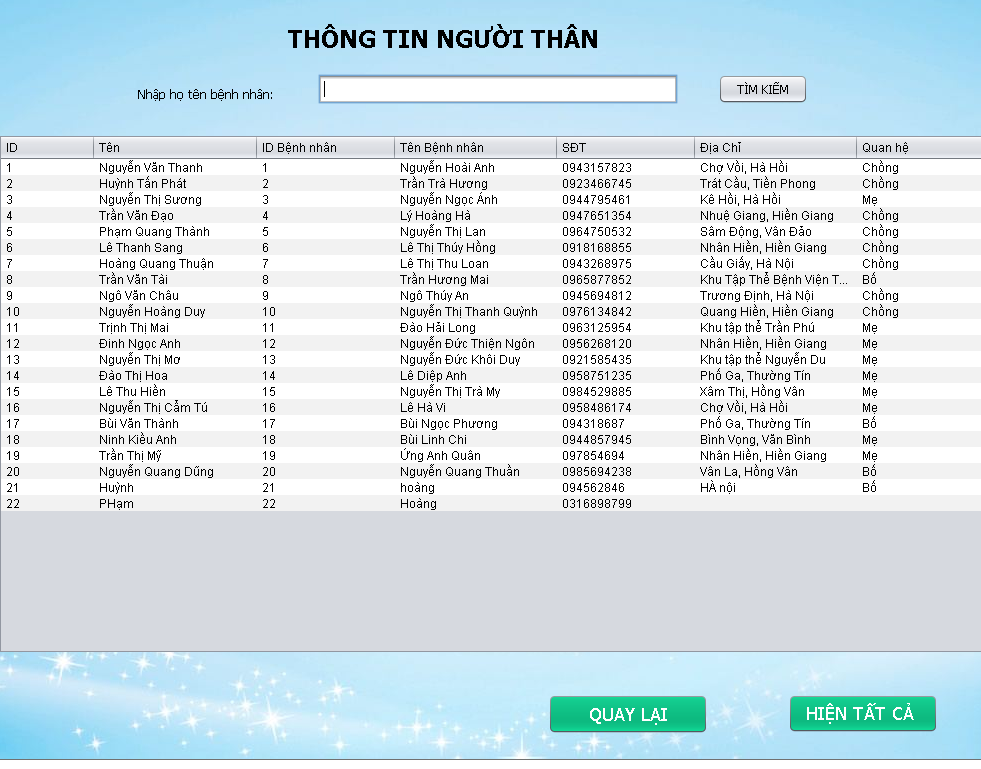 THÔNG TIN NGƯỜI THÂN
Nhập họ tên bệnh nhân: TÌM KIẾM
ID Tên ID Bệnh nhân Tên Bệnh nhân SĐT Địa Chỉ Quan hệ
1 Nguyễn Văn Thanh 1 Nguyễn Hoài Anh 0943157823 Chợ Vồi, Hà Hồi Chồng
2 Huỳnh Tấn Phát 2 Trần Trà Hương 0923466745 Trát Cầu, Tiền Phong Chồng
3 Nguyễn Thị Sương 3 Nguyễn Ngọc Ánh 0944795461 Kê Hồi, Hà Hồi Mẹ
4 Trần Văn Đạo 4 Lý Hoàng Hà 0947651354 Nhuệ Giang, Hiền Giang Chồng
5 Phạm Quang Thành 5 Nguyễn Thị Lan 0964750532 Sâm Động, Vân Đảo Chồng
6 Lê Thanh Sang 6 Lê Thị Thúy Hồng 0918168855 Nhân Hiền, Hiền Giang Chồng
7 Hoàng Quang Thuận 7 Lê Thị Thu Loan 0943268975 Cầu Giấy, Hà Nội Chồng
8 Trần Văn Tài 8 Trần Hương Mai 0965877852 Khu Tập Thể Bệnh Viện T... Bố
9 Ngô Văn Châu 9 Ngô Thúy An 0945694812 Trương Định, Hà Nội Chồng
10 Nguyễn Hoàng Duy 10 Nguyễn Thị Thanh Quỳnh 0976134842 Quang Hiền, Hiền Giang Chồng
11 Trịnh Thị Mai 11 Đào Hải Long 0963125954 Khu tập thể Trần Phú Mẹ
12 Đinh Ngọc Anh 12 Nguyễn Đức Thiện Ngôn 0956268120 Nhân Hiền, Hiền Giang Mẹ
13 Nguyễn Thị Mơ 13 Nguyễn Đức Khôi Duy 0921585435 Khu tập thể Nguyễn Du Mẹ
14 Đào Thị Hoa 14 Lê Diệp Anh 0958751235 Phố Ga, Thường Tín Mẹ
15 Lê Thu Hiền 15 Nguyễn Thị Trà My 0984529885 Xâm Thị, Hồng Vân Mẹ
16 Nguyễn Thị Cẩm Tú 16 Lê Hà Vi 0958486174 Chợ Vồi, Hà Hồi Mẹ
17 Bùi Văn Thành 17 Bùi Ngọc Phương 094318687 Phố Ga, Thường Tín Bố
18 Ninh Kiều Anh 18 Bùi Linh Chi 0944857945 Bình Vọng, Văn Bình Mẹ
19 Trần Thị Mỹ 19 Ứng Anh Quân 097854694 Nhân Hiền, Hiền Giang Mẹ
20 Nguyễn Quang Dũng 20 Nguyễn Quang Thuần 0985694238 Vân La, Hồng Vân Bố
21 Huỳnh 21 hoàng 094562846 HÀ nội Bố
22 PHạm 22 Hoàng 0316898799
QUAY LẠI HIỆN TẤT CẢ